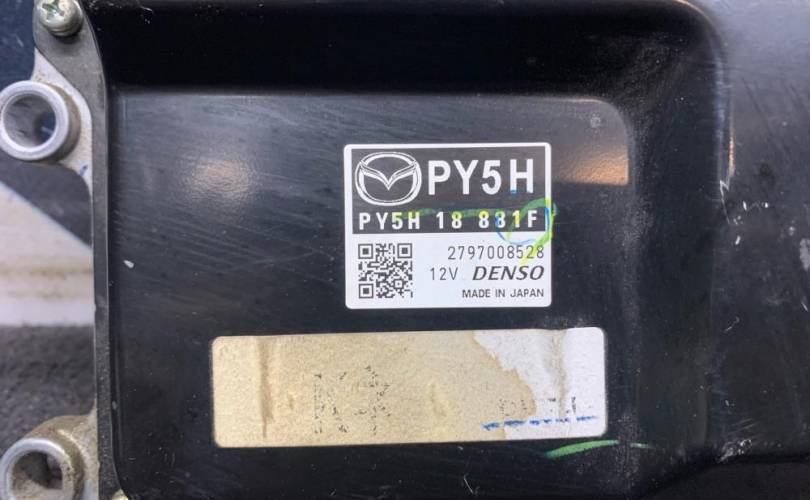 PY5H
PY5H 18 881F
2797008528
12V DENSO
MADE IN JAPAN